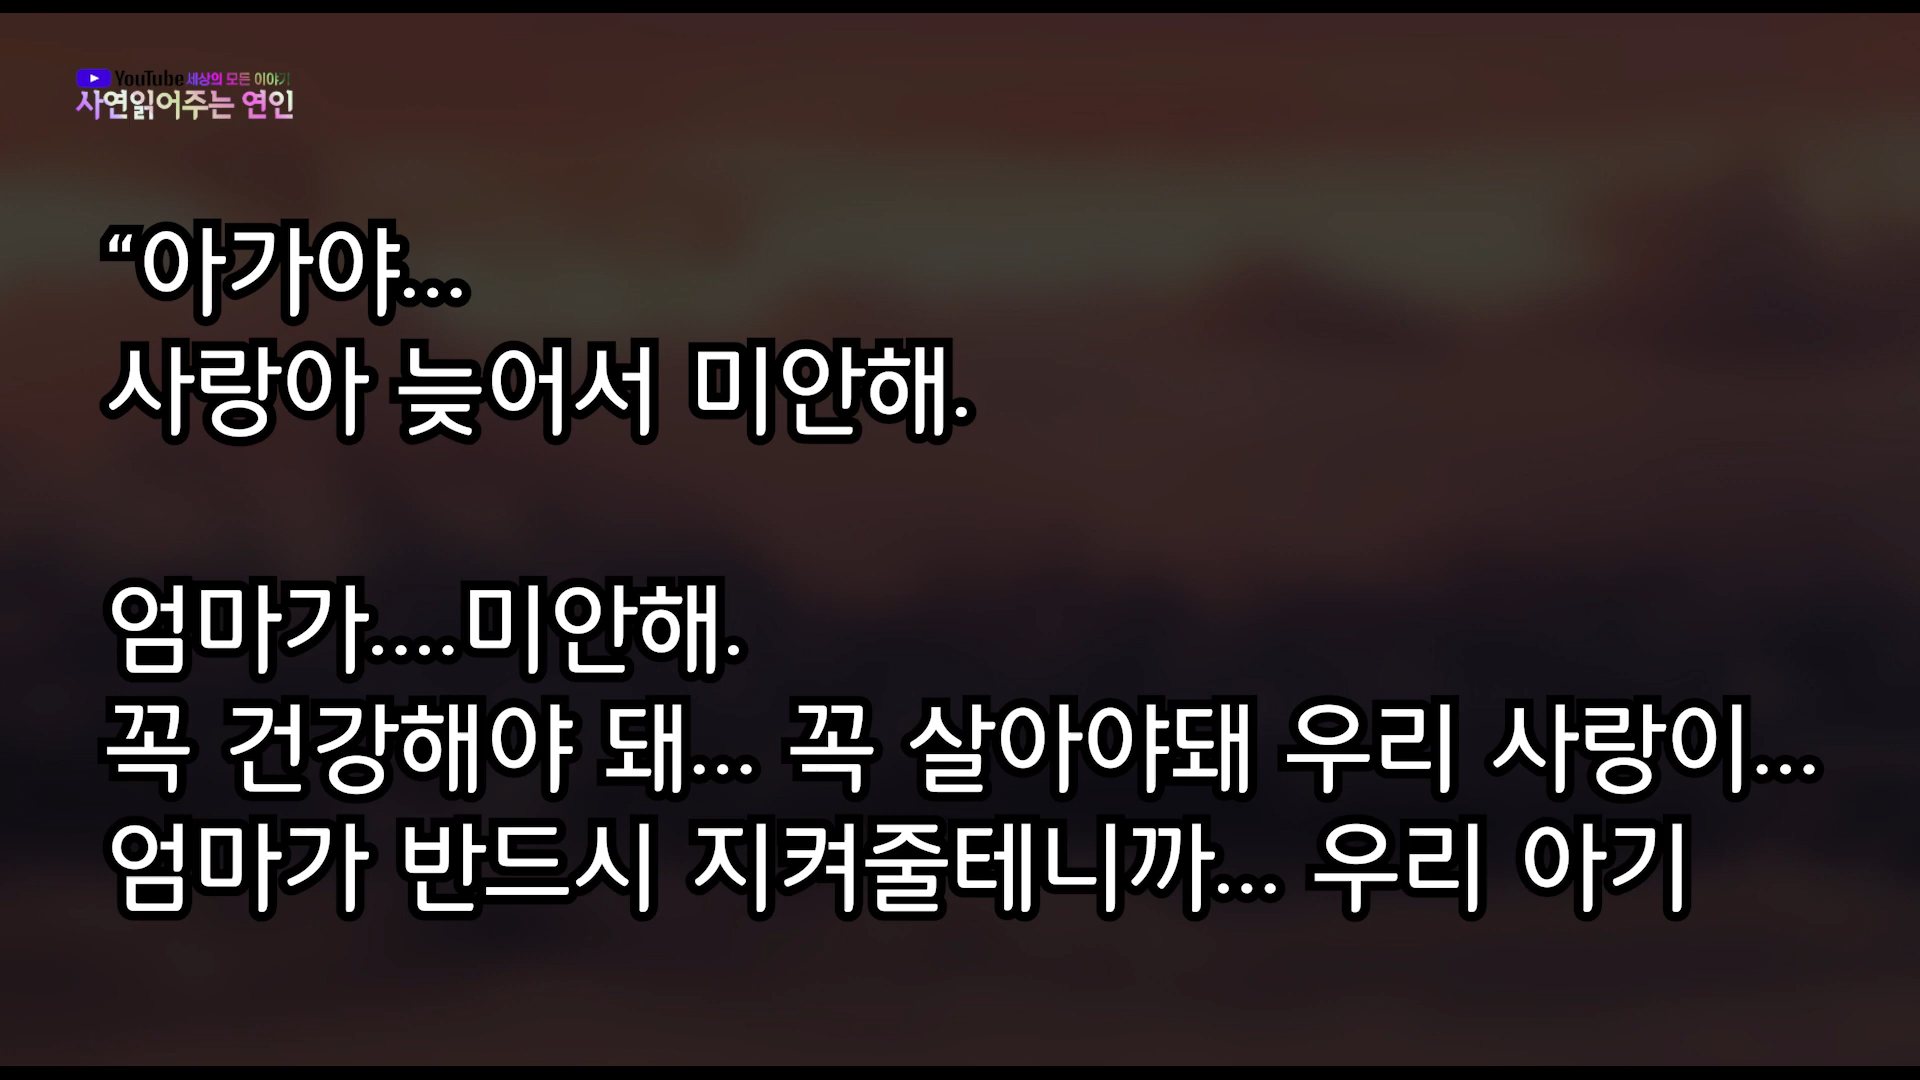 YouTube 세상의 모든 이야기
사연읽어주는 연인
“아가야...
사랑아 늦어서 미안해.
엄마가....미안해.
꼭 건강해야 돼... 꼭 살아야돼 우리 사랑이...
엄마가 반드시 지켜줄테니까... 우리 아기